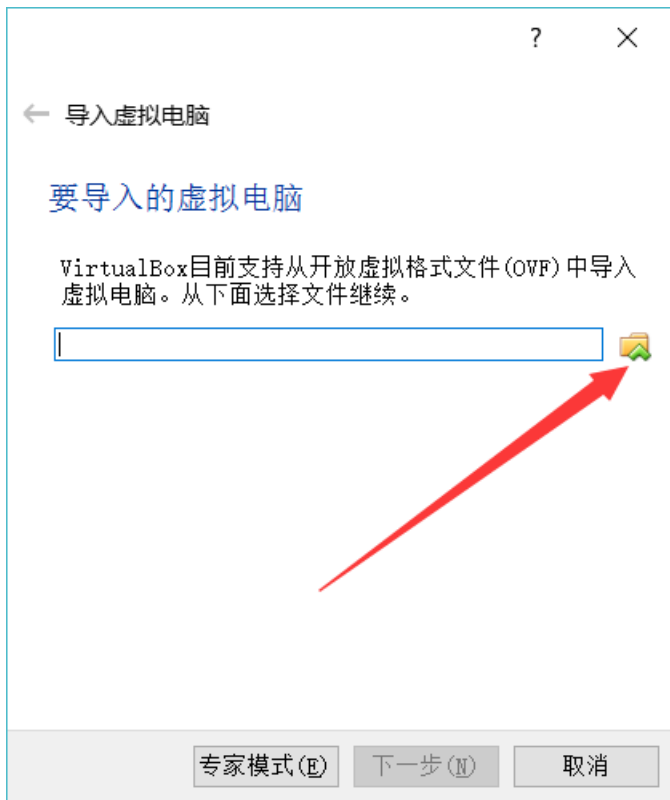 ?
导入虚拟电脑
要导入的虚拟电脑
VirtualBox目前支持从开放虚拟格式文件(OVF)中导入
虚拟电脑。从下面选择文件继续。
专家模式(E) 下一步(N) 取消